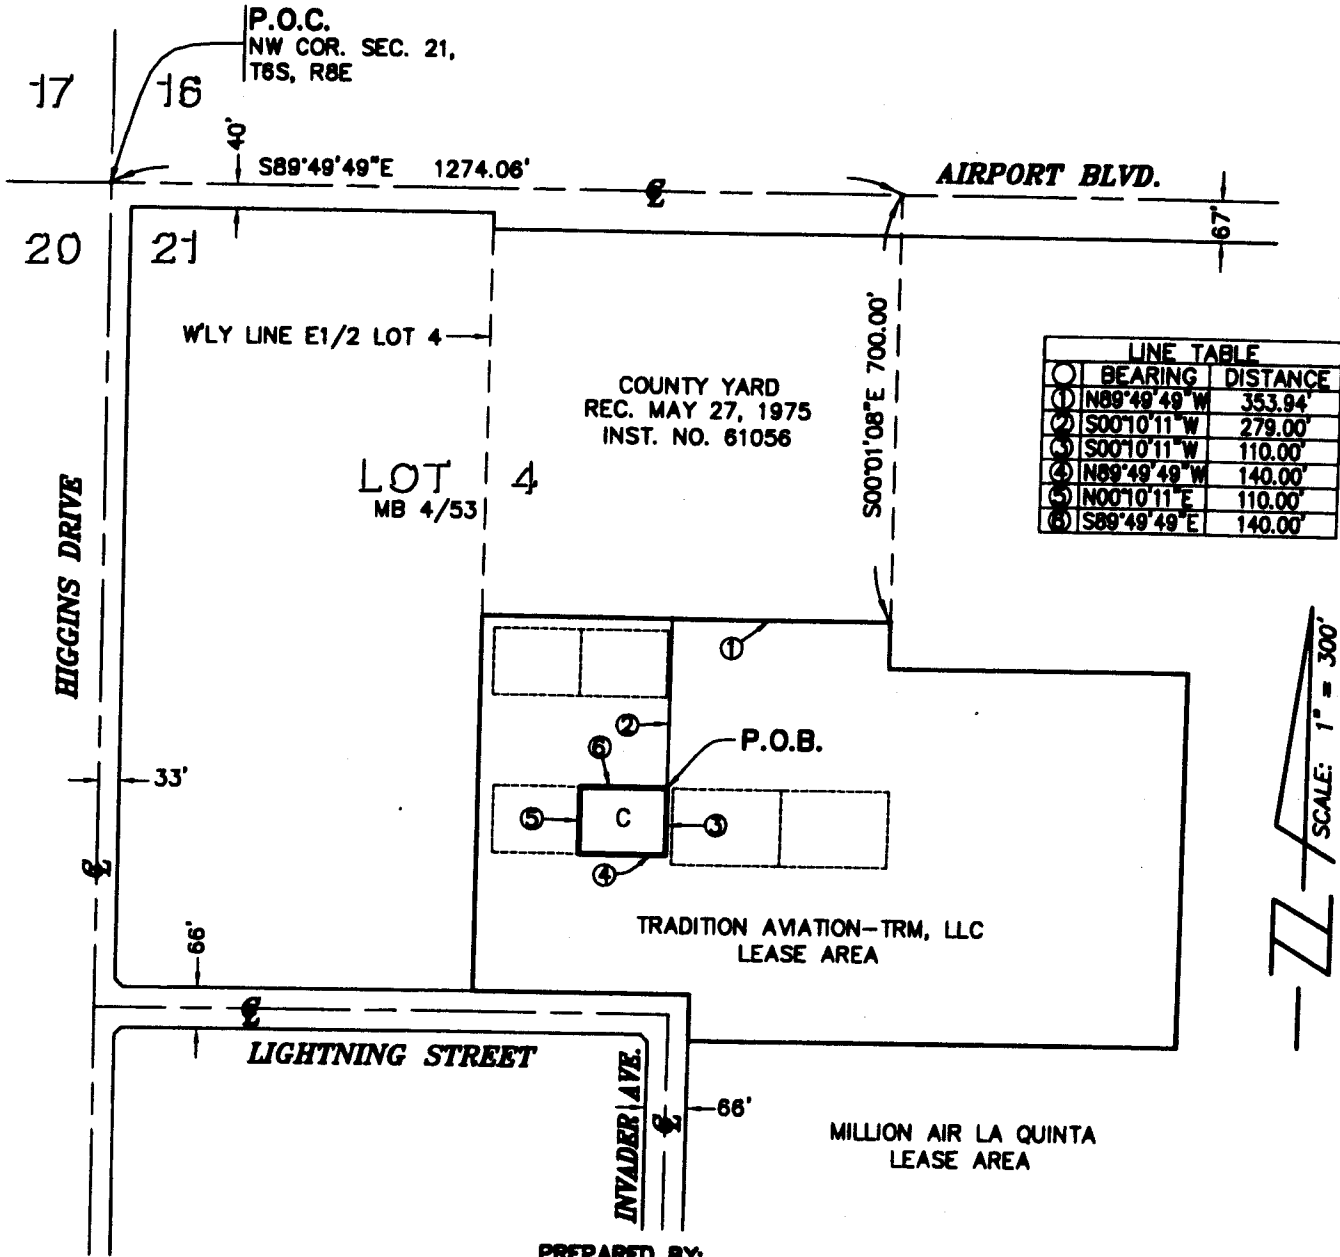 P.O.C.
NW COR. SEC. 21,
T6S, R8E
17
16
40'
S89°49'49"E 1274.06'
℄
AIRPORT BLVD.
67'
20
21
W'LY LINE E1/2 LOT 4
S00°01'08"E 700.00'
COUNTY YARD
REC. MAY 27, 1975
INST. NO. 61056
LINE TABLE
BEARING DISTANCE
1 N89°49'49"W 353.94'
2 S00°10'11"W 279.00'
3 S00°10'11"W 110.00'
4 N89°49'49"W 140.00'
5 N00°10'11"E 110.00'
6 S89°49'49"E 140.00'
LOT 4
MB 4/53
HIGGINS DRIVE
1
2
P.O.B.
6
33'
5
C
3
4
℄
SCALE: 1" = 300'
TRADITION AVIATION-TRM, LLC
LEASE AREA
66'
N
℄
LIGHTNING STREET
INVADER AVE.
℄
66'
MILLION AIR LA QUINTA
LEASE AREA
PREPARED BY: